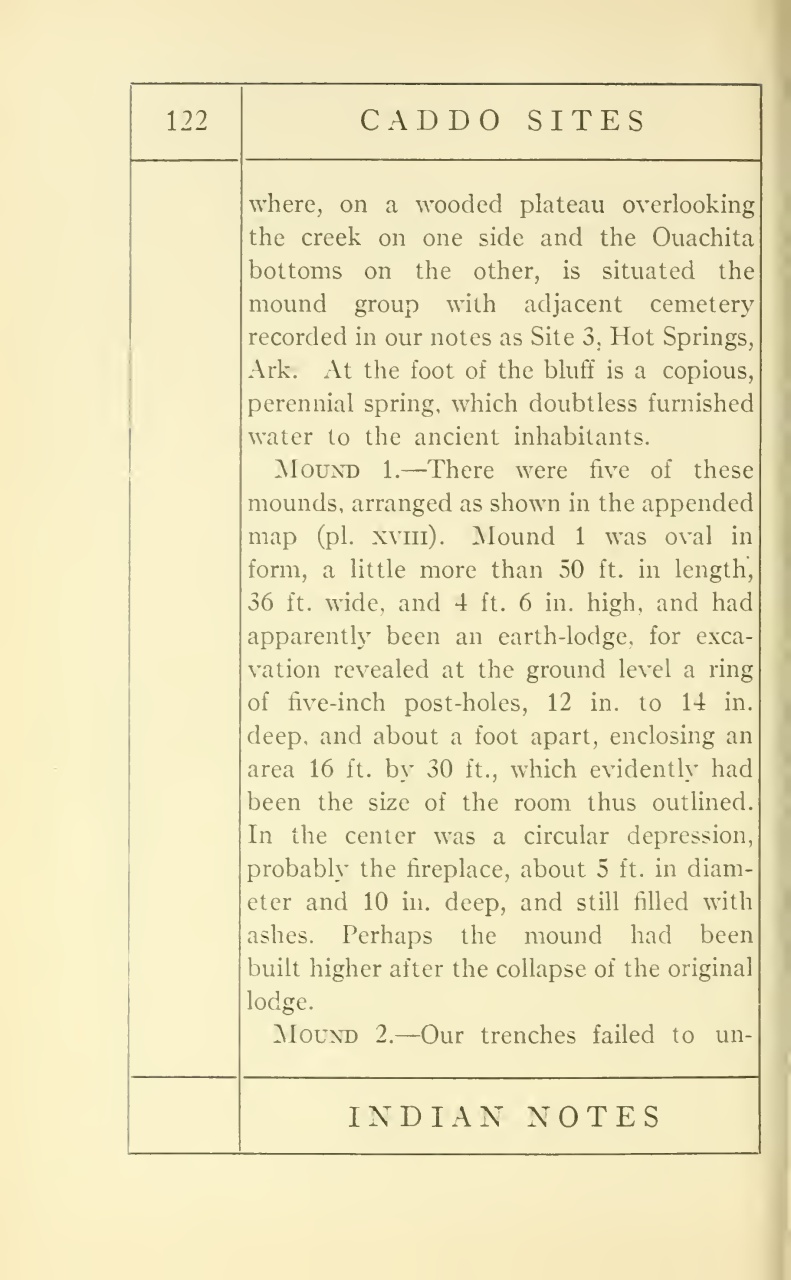 122
CADDO SITES
where, on a wooded plateau overlooking
the creek on one side and the Ouachita
bottoms on the other, is situated the
mound group with adjacent cemetery
recorded in our notes as Site 3, Hot Springs,
Ark. At the foot of the bluff is a copious,
perennial spring, which doubtless furnished
water to the ancient inhabitants.
MOUND 1.—There were five of these
mounds, arranged as shown in the appended
map (pl. XVIII). Mound 1 was oval in
form, a little more than 50 ft. in length,
36 ft. wide, and 4 ft. 6 in. high, and had
apparently been an earth-lodge, for exca-
vation revealed at the ground level a ring
of five-inch post-holes, 12 in. to 14 in.
deep, and about a foot apart, enclosing an
area 16 ft. by 30 ft., which evidently had
been the size of the room thus outlined.
In the center was a circular depression,
probably the fireplace, about 5 ft. in diam-
eter and 10 in. deep, and still filled with
ashes. Perhaps the mound had been
built higher after the collapse of the original
lodge.
MOUND 2.—Our trenches failed to un-
INDIAN NOTES